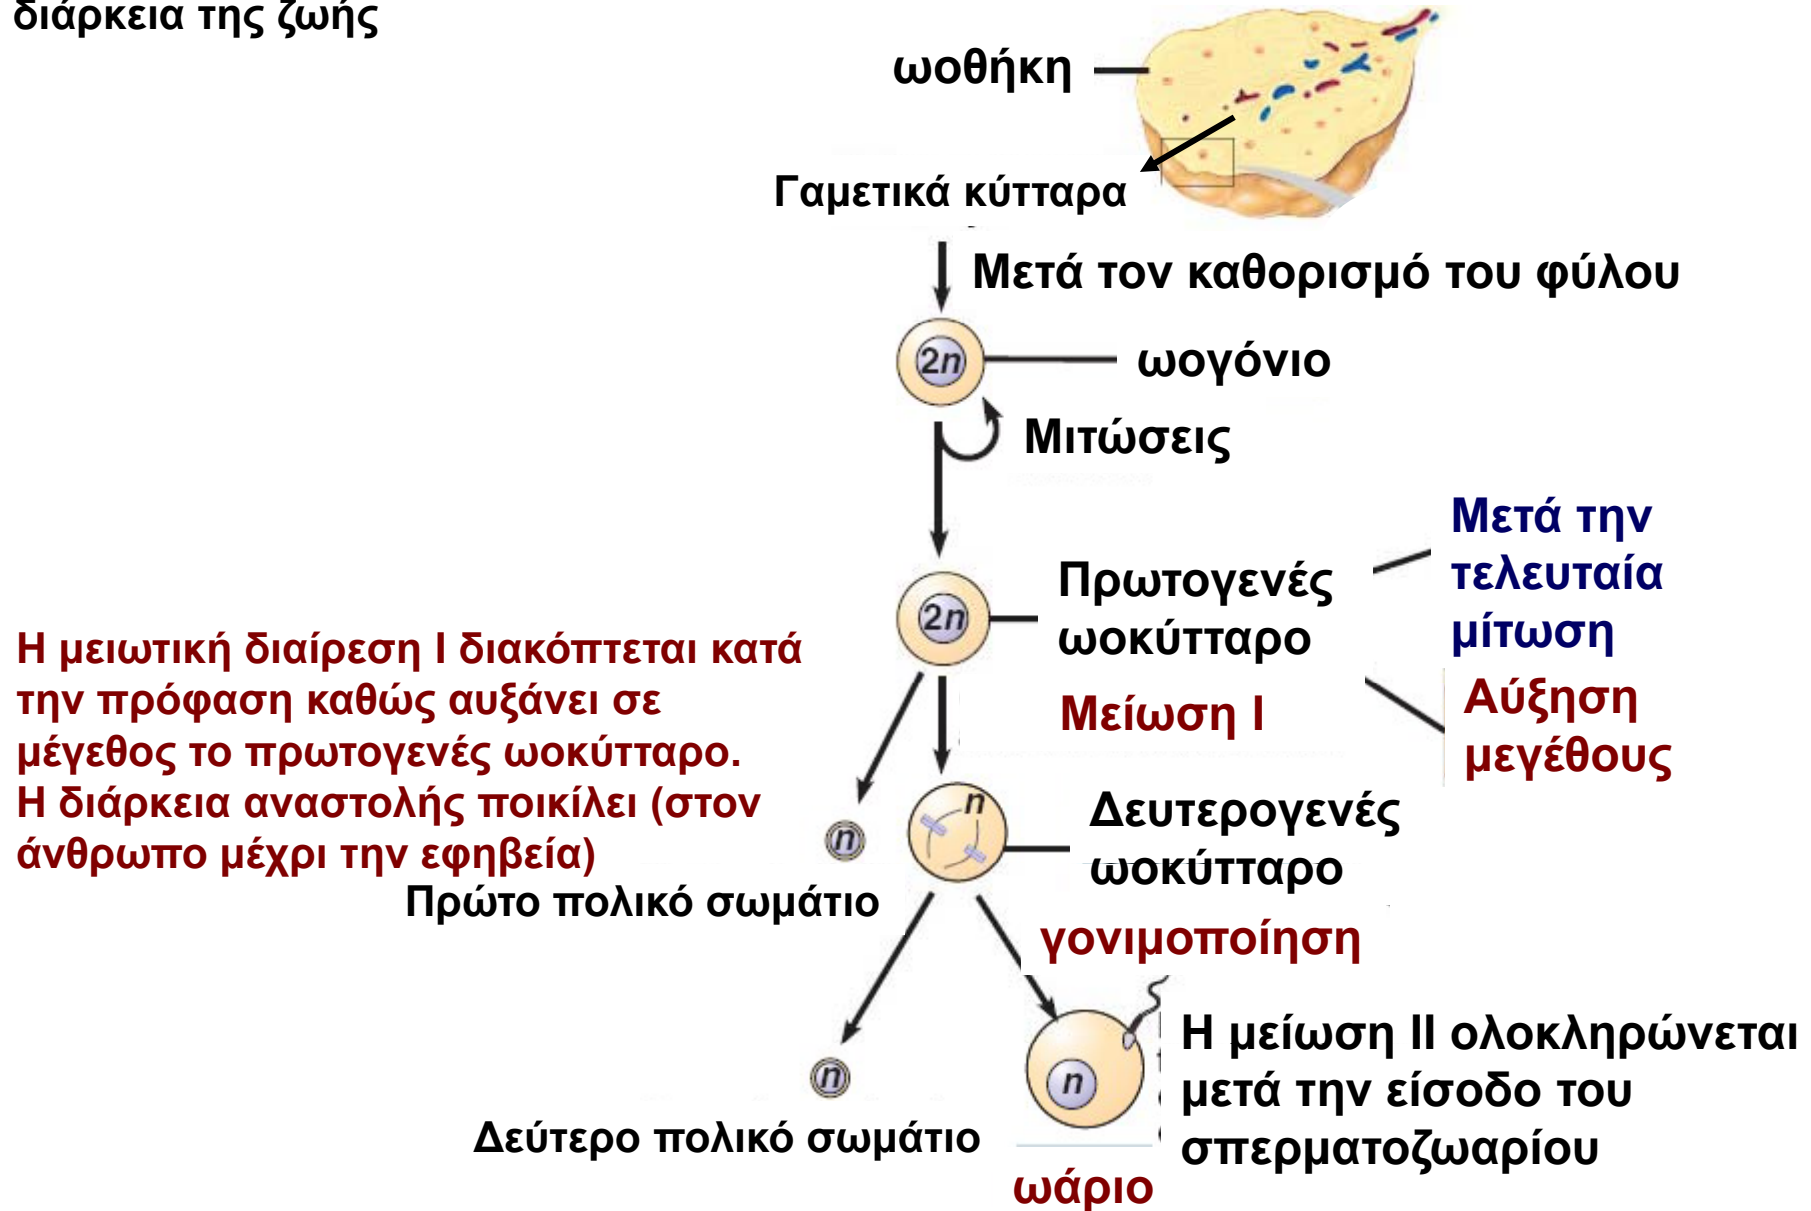 διάρκεια της ζωής
ωοθήκη
Γαμετικά κύτταρα
Μετά τον καθορισμό του φύλου
2n
ωογόνιο
Μιτώσεις
Μετά την
τελευταία
μίτωση
Πρωτογενές
ωοκύτταρο
2n
Αύξηση
μεγέθους
Η μειωτική διαίρεση Ι διακόπτεται κατά
την πρόφαση καθώς αυξάνει σε
μέγεθος το πρωτογενές ωοκύτταρο.
Η διάρκεια αναστολής ποικίλει (στον
άνθρωπο μέχρι την εφηβεία)
Μείωση Ι
n
n
Δευτερογενές
ωοκύτταρο
Πρώτο πολικό σωμάτιο
γονιμοποίηση
n
n
Η μείωση ΙΙ ολοκληρώνεται
μετά την είσοδο του
σπερματοζωαρίου
Δεύτερο πολικό σωμάτιο
ωάριο